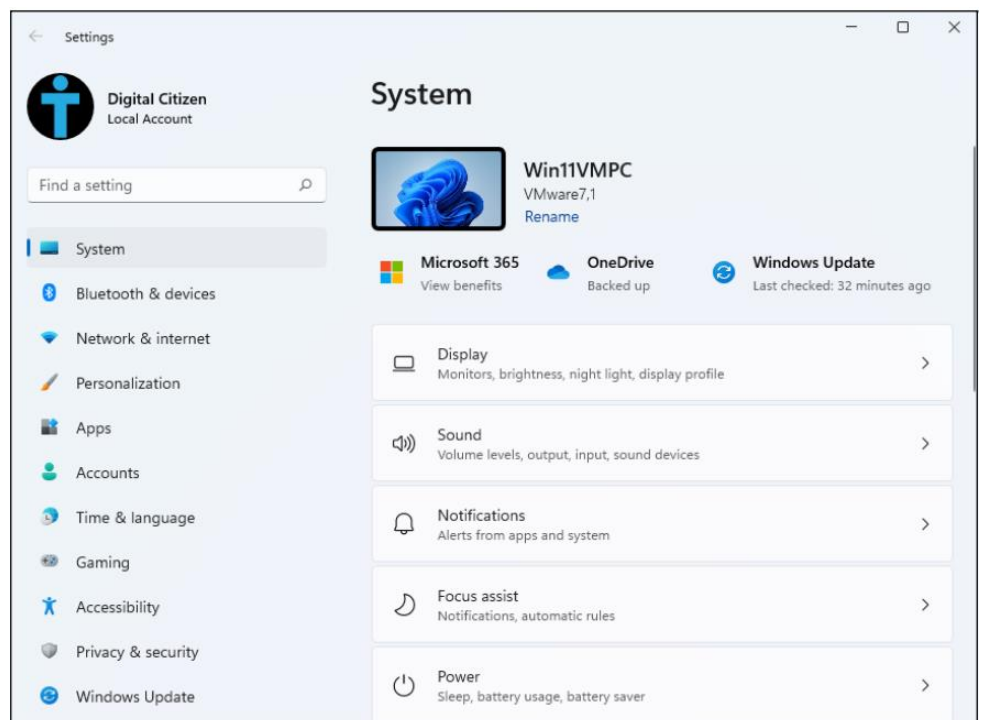 Settings
Digital Citizen
Local Account
Find a setting
System
Bluetooth & devices
Network & internet
Personalization
Apps
Accounts
Time & language
Gaming
Accessibility
Privacy & security
Windows Update
System
Win11VMPC
VMware7,1
Rename
Microsoft 365
View benefits
OneDrive
Backed up
Windows Update
Last checked: 32 minutes ago
Display
Monitors, brightness, night light, display profile
Sound
Volume levels, output, input, sound devices
Notifications
Alerts from apps and system
Focus assist
Notifications, automatic rules
Power
Sleep, battery usage, battery saver